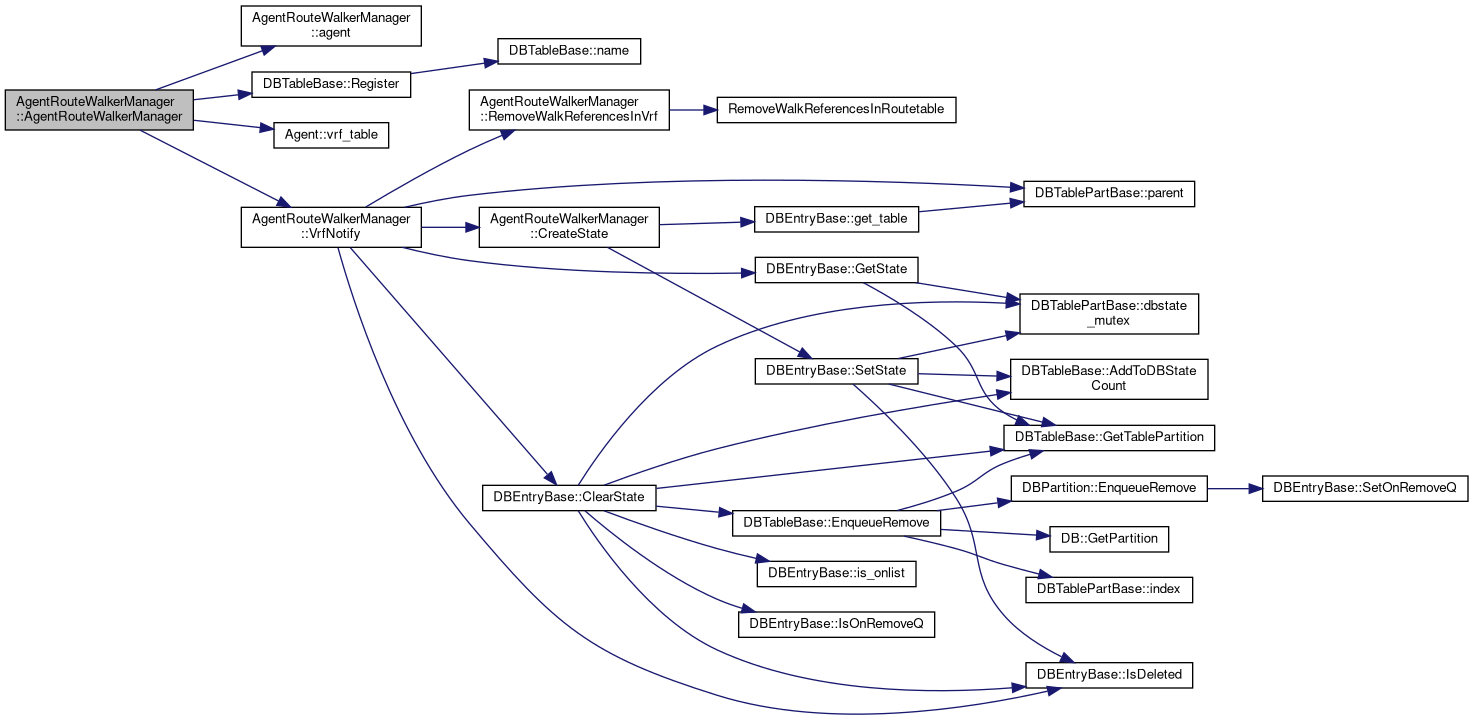 AgentRouteWalkerManager
::agent
DBTableBase::name
DBTableBase::Register
AgentRouteWalkerManager
::AgentRouteWalkerManager
AgentRouteWalkerManager
::RemoveWalkReferencesInVrf
RemoveWalkReferencesInRoutetable
Agent::vrf_table
DBTablePartBase::parent
AgentRouteWalkerManager
::VrfNotify
AgentRouteWalkerManager
::CreateState
DBEntryBase::get_table
DBEntryBase::GetState
DBTablePartBase::dbstate
_mutex
DBEntryBase::SetState
DBTableBase::AddToDBState
Count
DBTableBase::GetTablePartition
DBEntryBase::ClearState
DBPartition::EnqueueRemove
DBEntryBase::SetOnRemoveQ
DBTableBase::EnqueueRemove
DB::GetPartition
DBEntryBase::is_onlist
DBTablePartBase::index
DBEntryBase::IsOnRemoveQ
DBEntryBase::IsDeleted